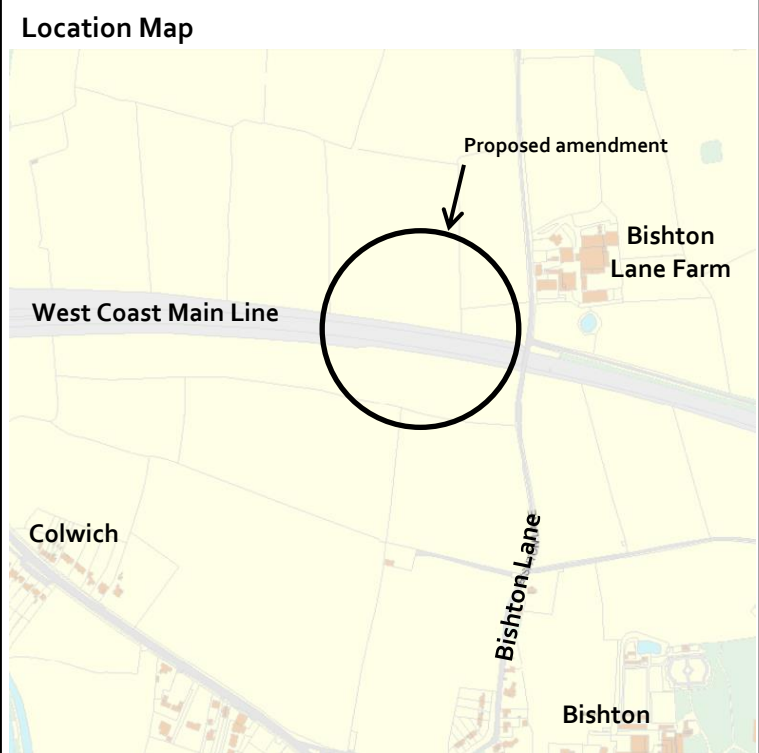 Location Map
Proposed amendment
Bishton
Lane Farm
West Coast Main Line
Colwich
Bishton Lane
Bishton